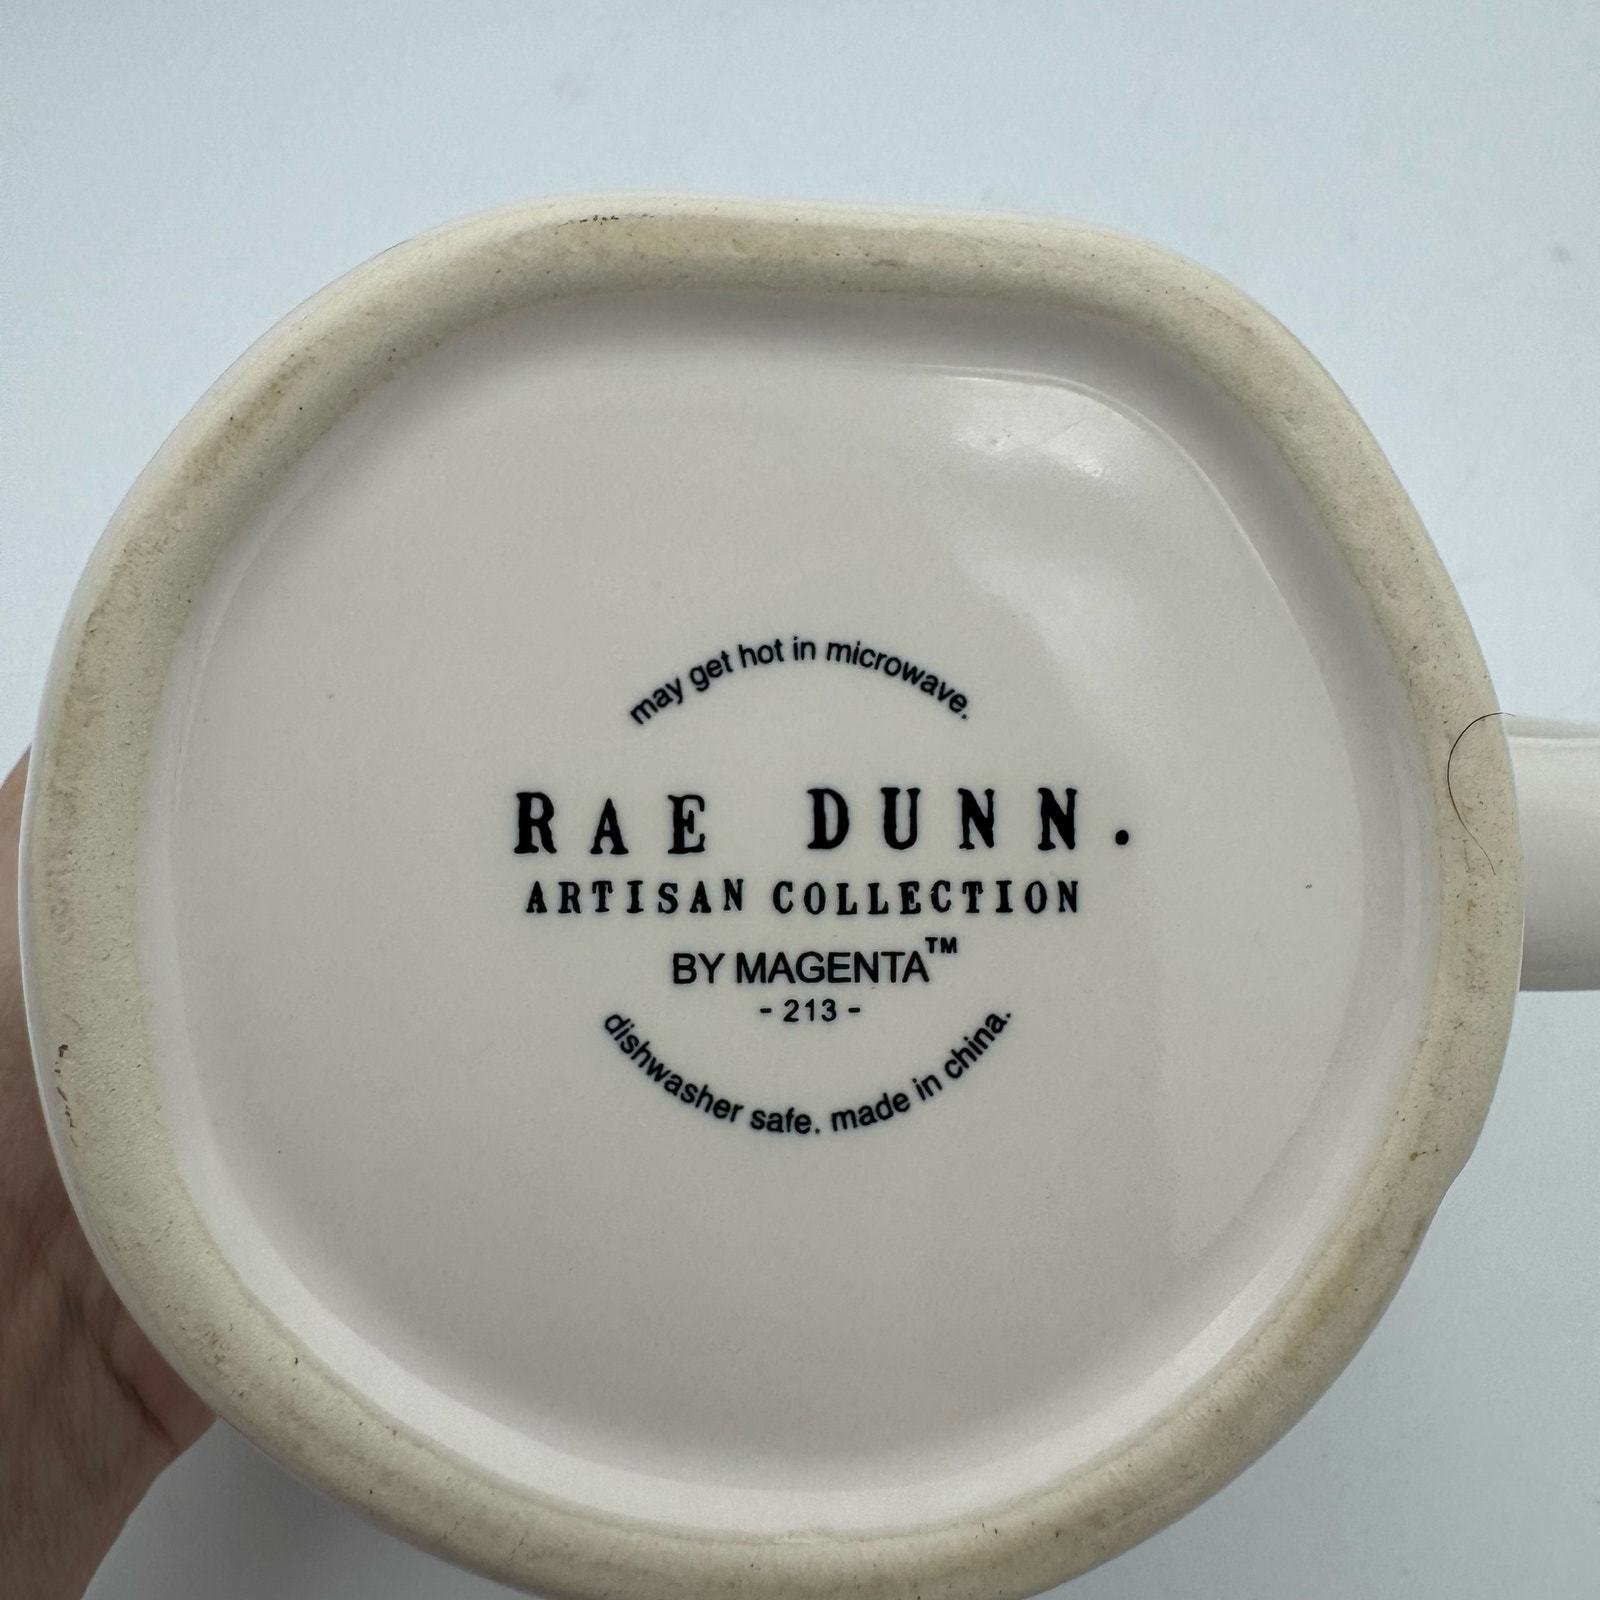 may get hot in microwave.
RAE DUNN.
ARTISAN COLLECTION
BY MAGENTA™
- 213 -
dishwasher safe. made in china.